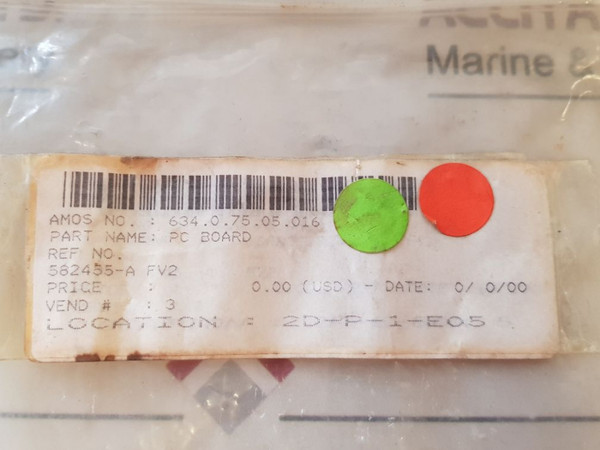 Marine &
AMOS NO. : 634.0.75.05.016
PART NAME: PC BOARD
REF NO.
582455-A FV2
PRICE : 0.00 (USD) - DATE: 0/ 0/00
VEND # : 3
LOCATION : 2D-P-1-E05